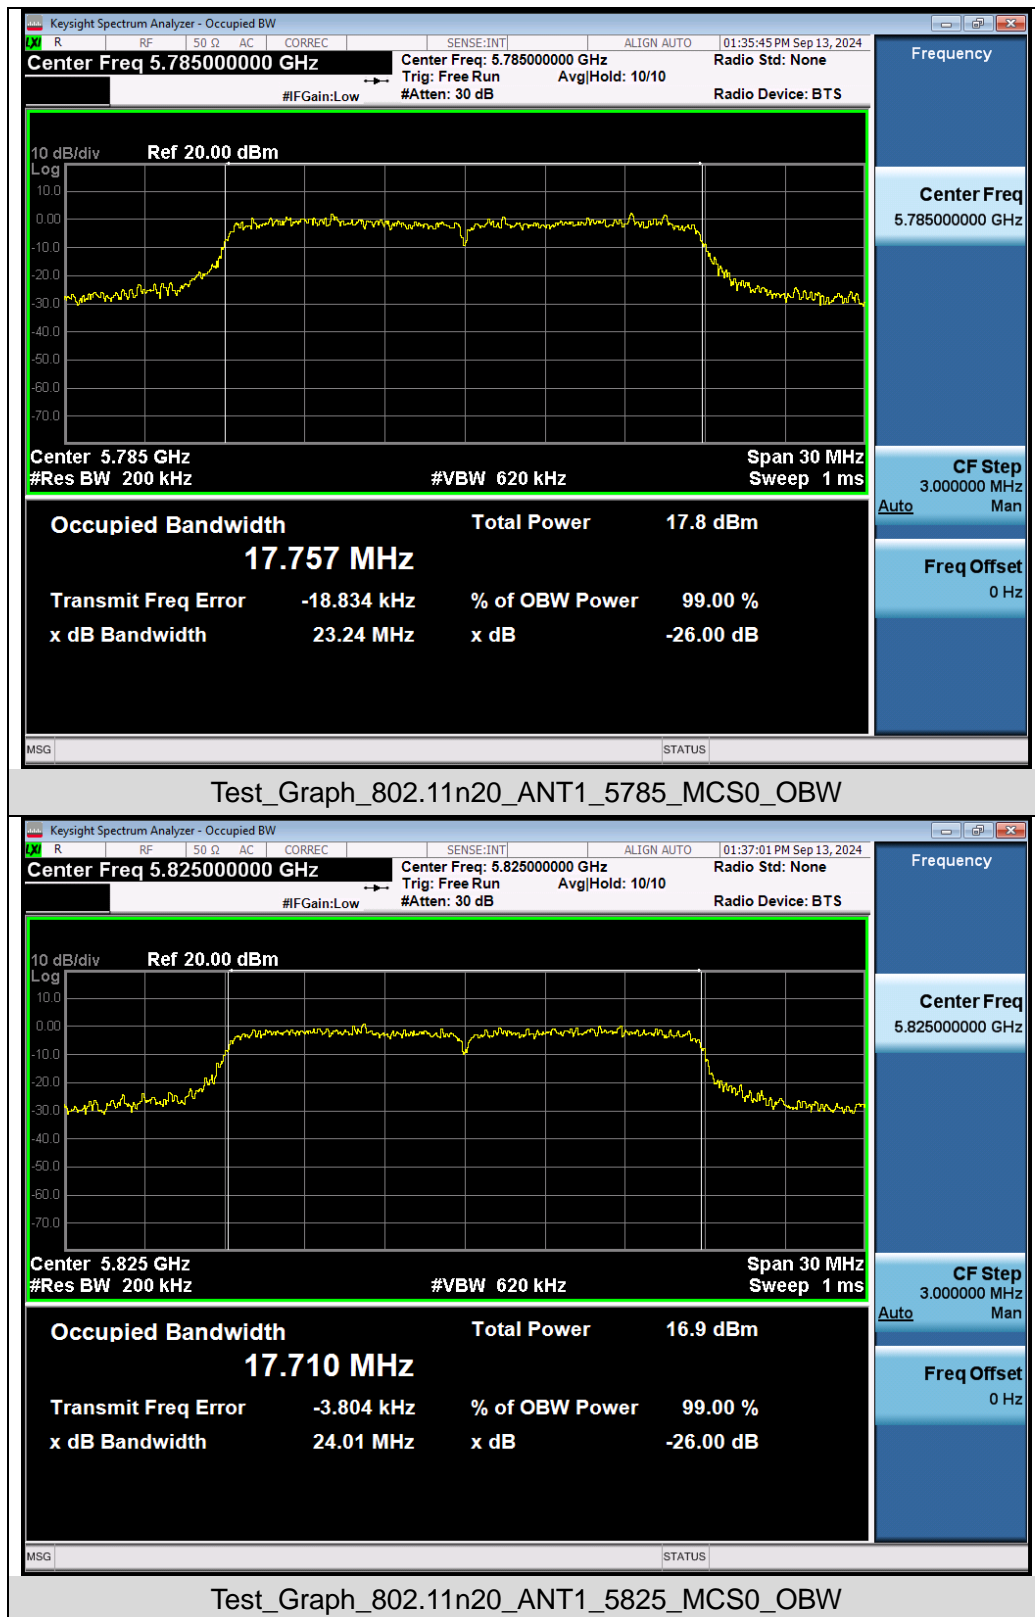 Keysight Spectrum Analyzer - Occupied BW
LXI R RF 50 Ω AC CORREC SENSE:INT ALIGN AUTO 01:35:45 PM Sep 13, 2024
Center Freq 5.785000000 GHz
Center Freq: 5.785000000 GHz Radio Std: None
Trig: Free Run Avg|Hold: 10/10
#IFGain:Low #Atten: 30 dB Radio Device: BTS
Frequency
10 dB/div Ref 20.00 dBm
Log
10.0
0.00
-10.0
-20.0
-30.0
-40.0
-50.0
-60.0
-70.0
Center 5.785 GHz Span 30 MHz
#Res BW 200 kHz #VBW 620 kHz Sweep 1 ms
Center Freq
5.785000000 GHz
CF Step
3.000000 MHz
Auto Man
Freq Offset
0 Hz
Occupied Bandwidth Total Power 17.8 dBm
17.757 MHz
Transmit Freq Error -18.834 kHz % of OBW Power 99.00 %
x dB Bandwidth 23.24 MHz x dB -26.00 dB
MSG STATUS
Test_Graph_802.11n20_ANT1_5785_MCS0_OBW
Keysight Spectrum Analyzer - Occupied BW
LXI R RF 50 Ω AC CORREC SENSE:INT ALIGN AUTO 01:37:01 PM Sep 13, 2024
Center Freq 5.825000000 GHz
Center Freq: 5.825000000 GHz Radio Std: None
Trig: Free Run Avg|Hold: 10/10
#IFGain:Low #Atten: 30 dB Radio Device: BTS
Frequency
10 dB/div Ref 20.00 dBm
Log
10.0
0.00
-10.0
-20.0
-30.0
-40.0
-50.0
-60.0
-70.0
Center 5.825 GHz Span 30 MHz
#Res BW 200 kHz #VBW 620 kHz Sweep 1 ms
Center Freq
5.825000000 GHz
CF Step
3.000000 MHz
Auto Man
Freq Offset
0 Hz
Occupied Bandwidth Total Power 16.9 dBm
17.710 MHz
Transmit Freq Error -3.804 kHz % of OBW Power 99.00 %
x dB Bandwidth 24.01 MHz x dB -26.00 dB
MSG STATUS
Test_Graph_802.11n20_ANT1_5825_MCS0_OBW